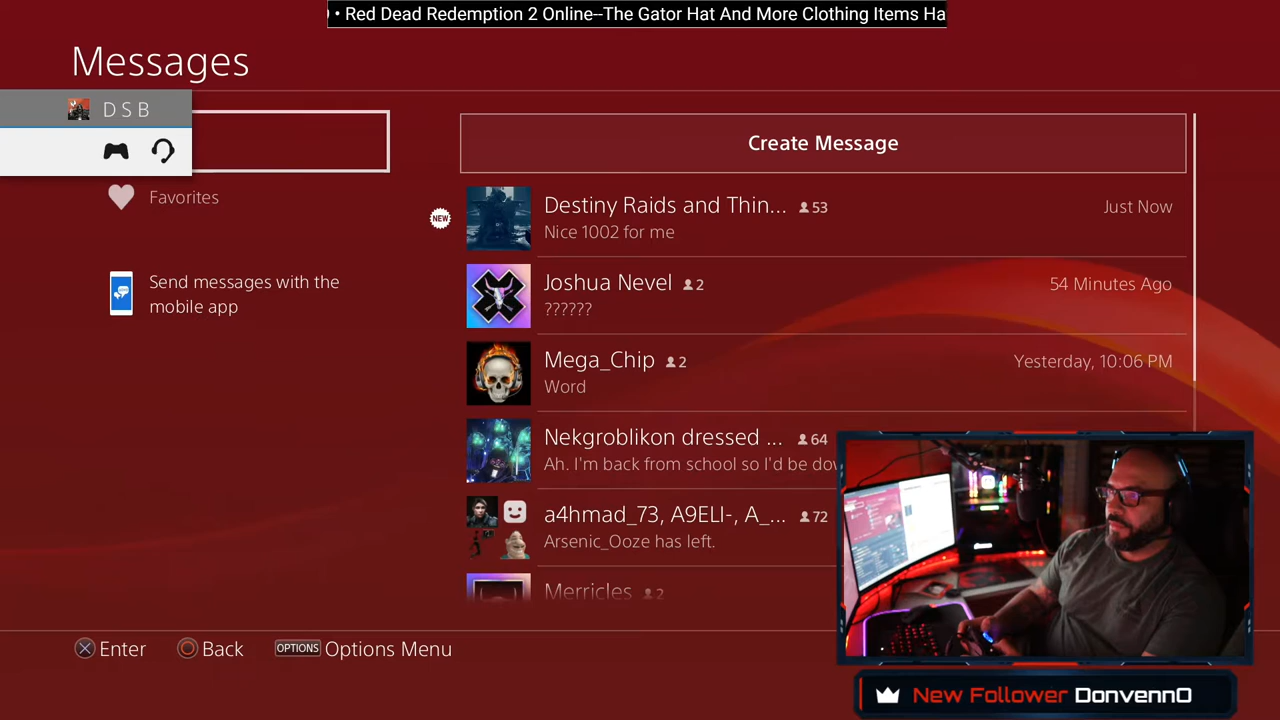 • Red Dead Redemption 2 Online--The Gator Hat And More Clothing Items Ha
Messages
D S B
Favorites
Send messages with the
mobile app
Create Message
NEW
Destiny Raids and Thin... 53
Just Now
Nice 1002 for me
Joshua Nevel 2
54 Minutes Ago
??????
Mega_Chip 2
Yesterday, 10:06 PM
Word
Nekgroblikon dressed ... 64
Ah. I'm back from school so I'd be do
a4hmad_73, A9ELI-, A_... 72
Arsenic_Ooze has left.
Merricles 2
Enter
Back
OPTIONS Options Menu
New Follower DonvennO